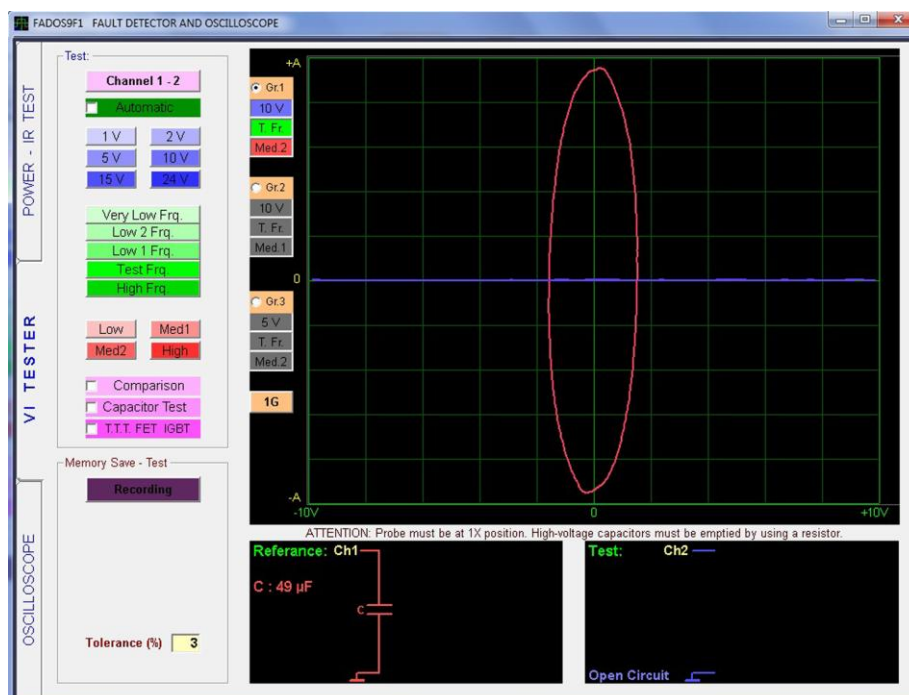 FADOS9F1 FAULT DETECTOR AND OSCILLOSCOPE
POWER - IR TEST
VI TESTER
OSCILLOSCOPE
Test:
Channel 1 - 2
Automatic
1 V 2 V
5 V 10 V
15 V 24 V
Very Low Frq.
Low 2 Frq.
Low 1 Frq.
Test Frq.
High Frq.
Low Med1
Med2 High
Comparison
Capacitor Test
T.T.T. FET IGBT
Memory Save - Test
Recording
Tolerance (%) 3
Gr.1
10 V
T. Fr.
Med.2
Gr.2
10 V
T. Fr.
Med.1
Gr.3
5 V
T. Fr.
Med.2
1G
+A
0
-A
-10V 0 +10V
ATTENTION: Probe must be at 1X position. High-voltage capacitors must be emptied by using a resistor.
Referance: Ch1
C : 49 µF
C
Test: Ch2
Open Circuit